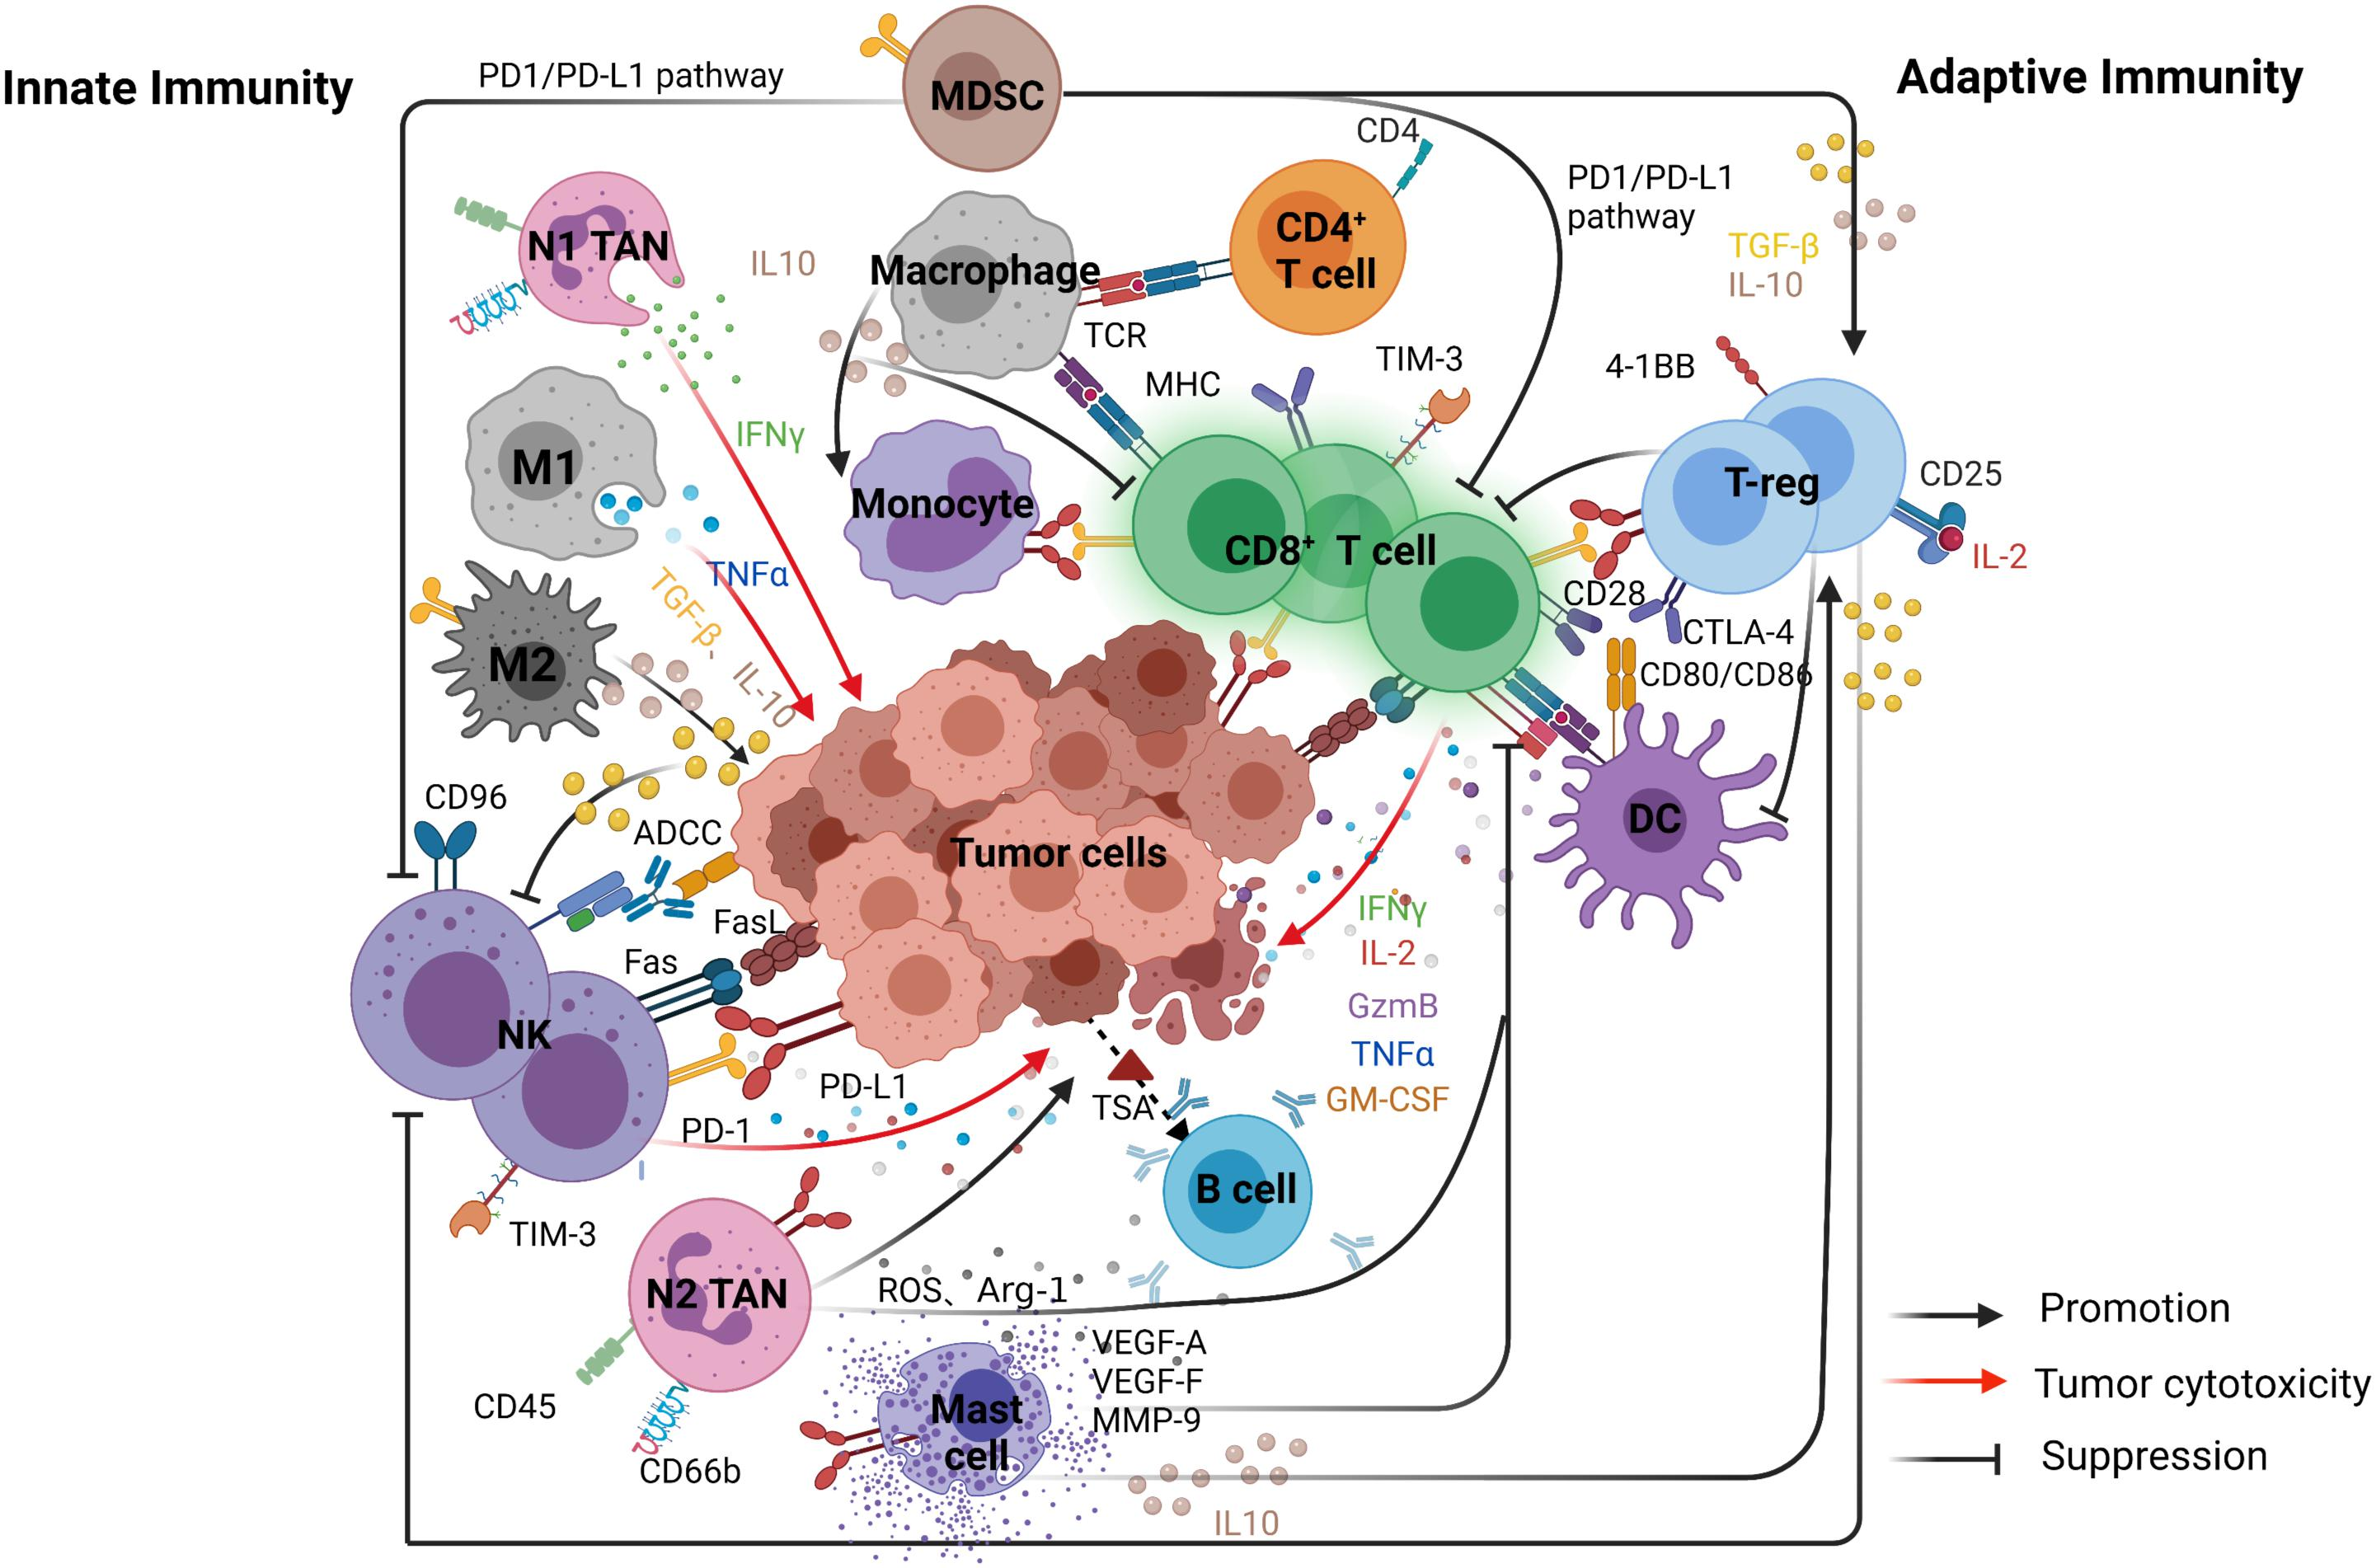 Innate Immunity
PD1/PD-L1 pathway
MDSC
Adaptive Immunity
CD4
PD1/PD-L1
pathway
N1 TAN
IL10
Macrophage
CD4⁺
T cell
TGF-β
IL-10
TCR
MHC
TIM-3
4-1BB
M1
IFNγ
Monocyte
CD8⁺ T cell
T-reg
CD25
IL-2
TNFα
TGF-β、IL-10
M2
CD28
CTLA-4
CD80/CD86
CD96
ADCC
Tumor cells
DC
FasL
Fas
NK
IFNγ
IL-2
GzmB
TNFα
GM-CSF
PD-L1
PD-1
TSA
TIM-3
B cell
N2 TAN
ROS、Arg-1
VEGF-A
VEGF-F
MMP-9
CD45
CD66b
Mast
cell
IL10
Promotion
Tumor cytotoxicity
Suppression